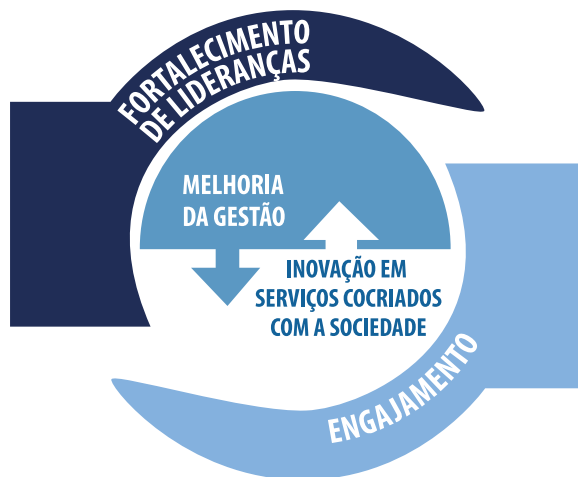 FORTALECIMENTO
DE LIDERANÇAS
MELHORIA
DA GESTÃO
INOVAÇÃO EM
SERVIÇOS COCRIADOS
COM A SOCIEDADE
ENGAJAMENTO